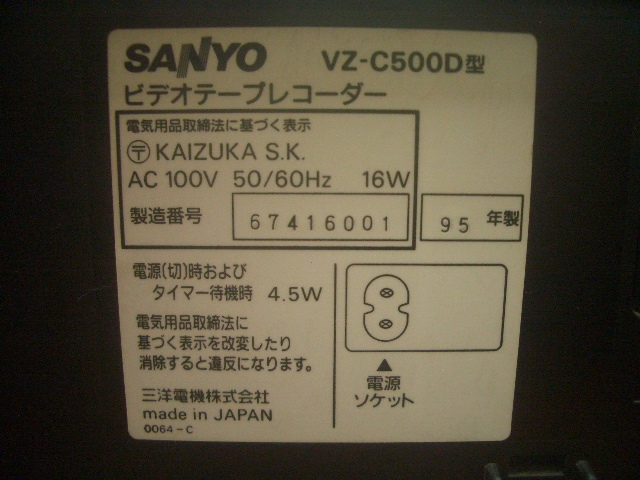 SANYO VZ-C500D型
ビデオテープレコーダー
電気用品取締法に基づく表示
〒 KAIZUKA S.K.
AC 100V 50/60Hz 16W
製造番号 67416001 95 年製
電源(切)時および
タイマー待機時 4.5W
電気用品取締法に
基づく表示を改変したり
消除すると違反になります。
電源
ソケット
三洋電機株式会社
made in JAPAN
0064-C